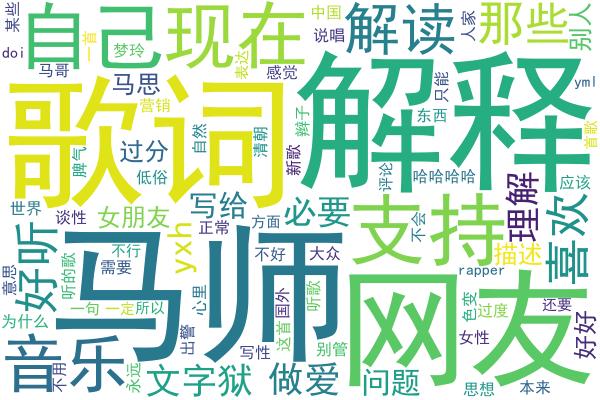 某些
自己
现在
解读
那些
别人
中国
人家
说唱
一首
doi
梦玲
马哥
表达
感觉
马思
营销
只能
yml
歌词
解释
辫子
东西
首歌
自然
清朝
新歌
脾气
过分
低俗
评论
哈哈哈哈
理解
应该
世界
谈性
女朋友
写给
必要
支持
喜欢
yxh
正常
方面
不会
好听
意思
不行
需要
听的歌
马师
不好
大众
网友
描述
rapper
心里
这首
国外
听歌
色变
过度
还要
为什么
一句
一定
所以
出警
写性
别管
女性
好好
音乐
不用
永远
文字狱
做爱
问题
思想
本来